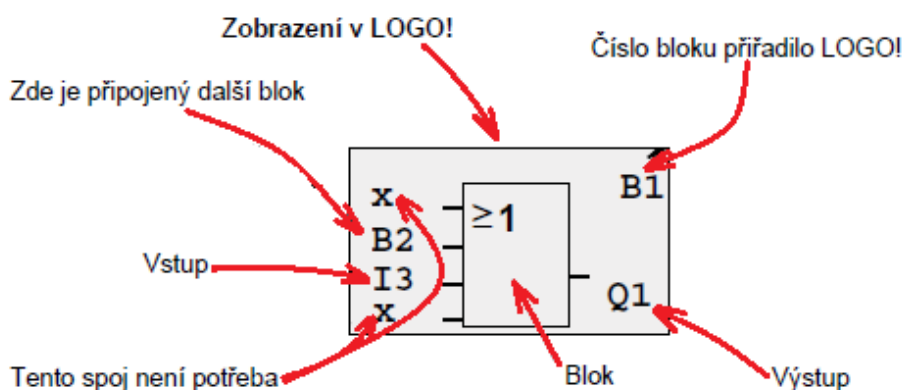 Zobrazení v LOGO!
Číslo bloku přiřadilo LOGO!
Zde je připojený další blok
B1
x
≥1
B2
Vstup
I3
Q1
x
Tento spoj není potřeba
Blok
Výstup